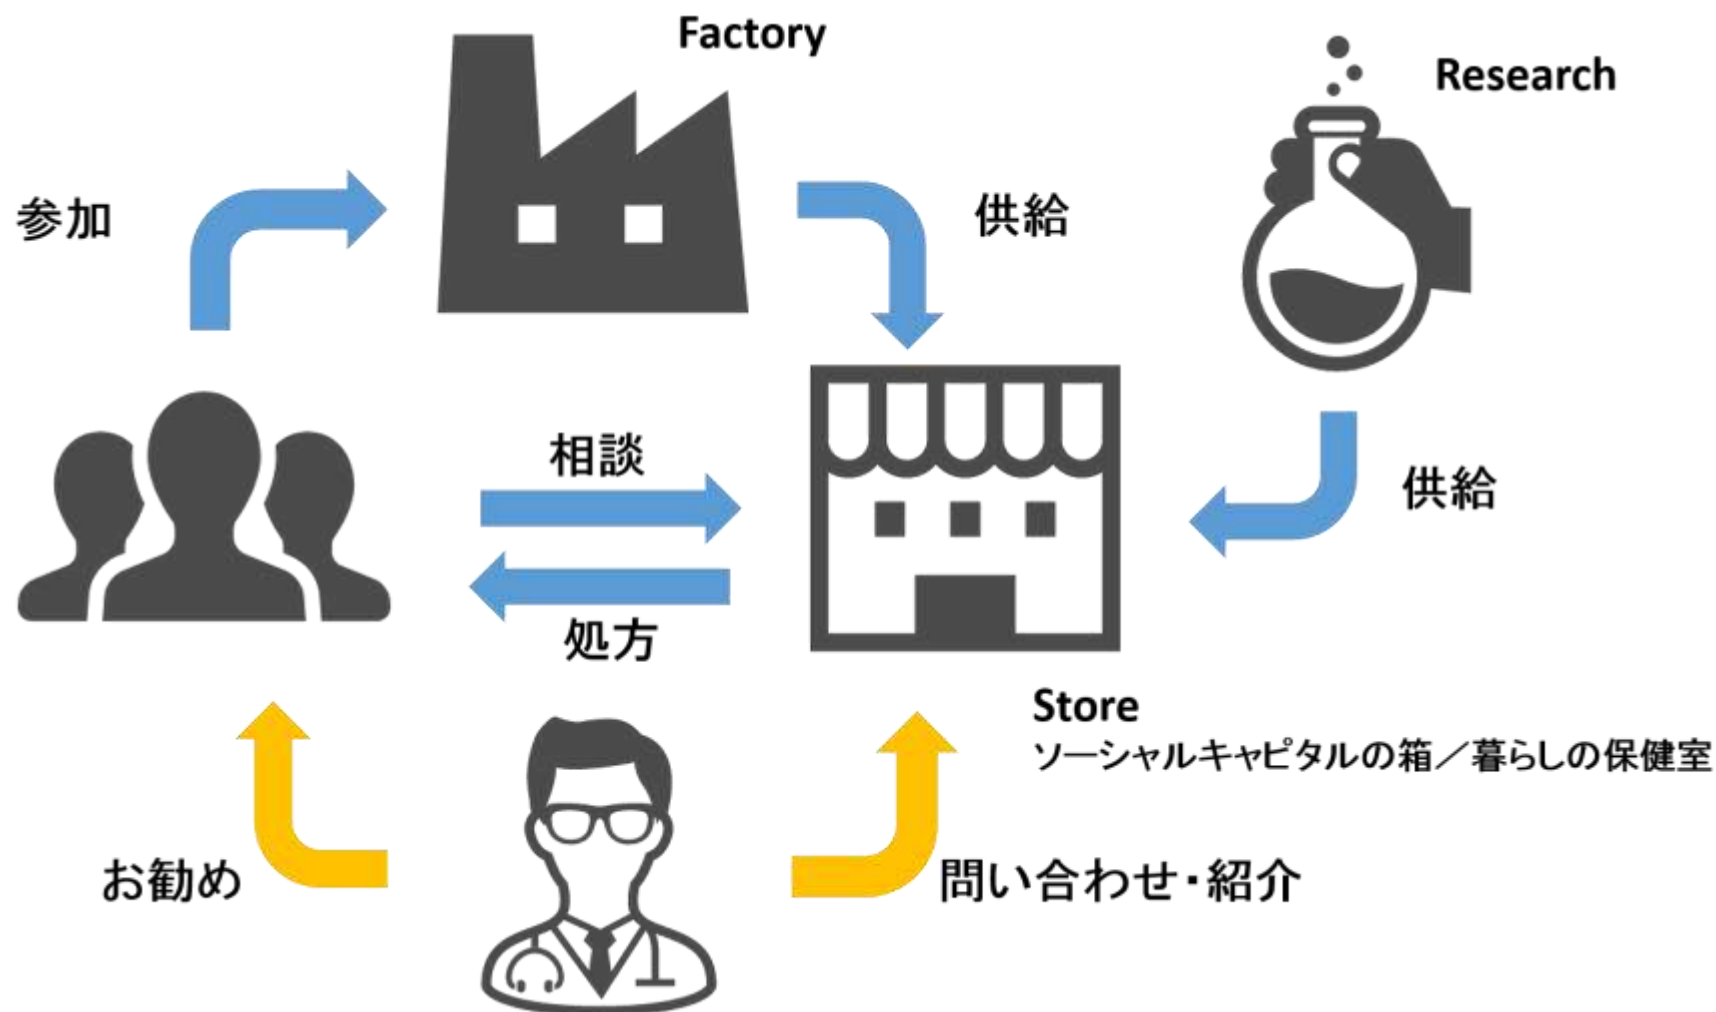 Factory
Research
参加
供給
相談
供給
処方
Store
ソーシャルキャピタルの箱／暮らしの保健室
お勧め
問い合わせ・紹介